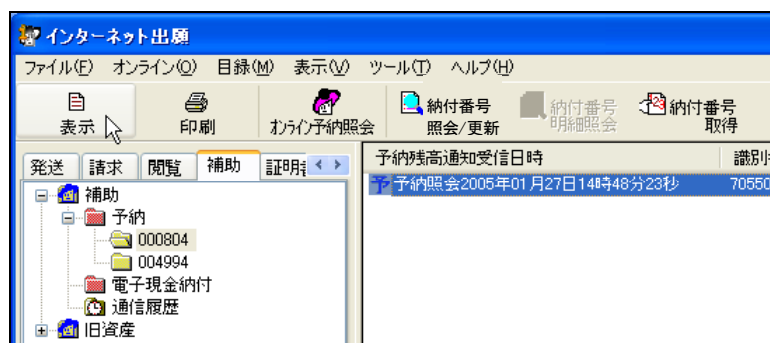 インターネット出願
ファイル(F) オンライン(O) 目録(M) 表示(V) ツール(T) ヘルプ(H)
表示 印刷 オンライン予納照会 納付番号 照会/更新 納付番号 明細照会 納付番号 取得
発送 請求 閲覧 補助 証明
予納残高通知受信日時 識別
補助
予 予納照会2005年01月27日14時48分23秒 70550
予納
000804
004994
電子現金納付
通信履歴
旧資産